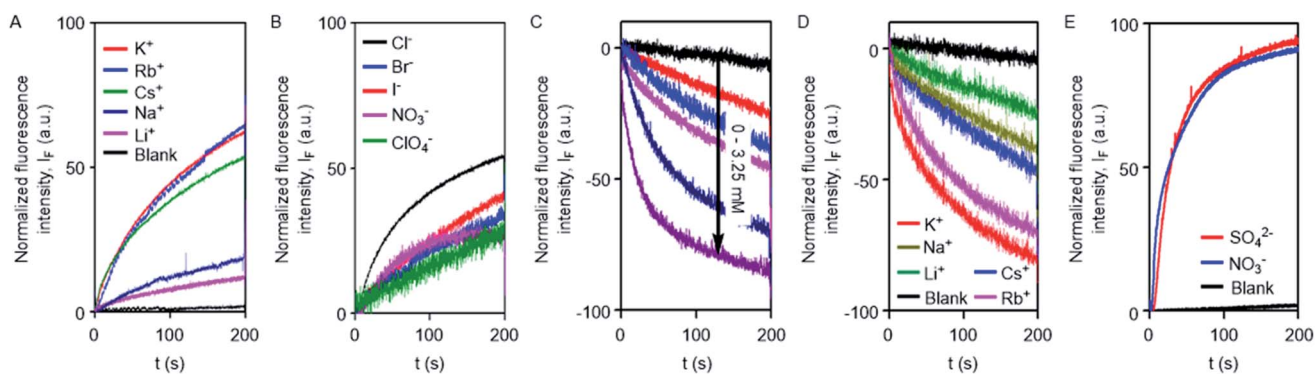 A
Normalized fluorescence
intensity, I_F (a.u.)
100
50
0
K⁺
Rb⁺
Cs⁺
Na⁺
Li⁺
Blank
0
100
200
t (s)
B
Normalized fluorescence
intensity, I_F (a.u.)
100
50
0
Cl⁻
Br⁻
I⁻
NO₃⁻
ClO₄⁻
0
100
200
t (s)
C
Normalized fluorescence
intensity, I_F (a.u.)
0
-50
-100
0 - 3.25 mM
0
100
200
t (s)
D
Normalized fluorescence
intensity, I_F (a.u.)
0
-50
-100
K⁺
Na⁺
Li⁺ Cs⁺
Blank Rb⁺
0
100
200
t (s)
E
Normalized fluorescence
intensity, I_F (a.u.)
100
50
0
SO₄²⁻
NO₃⁻
Blank
0
100
200
t (s)